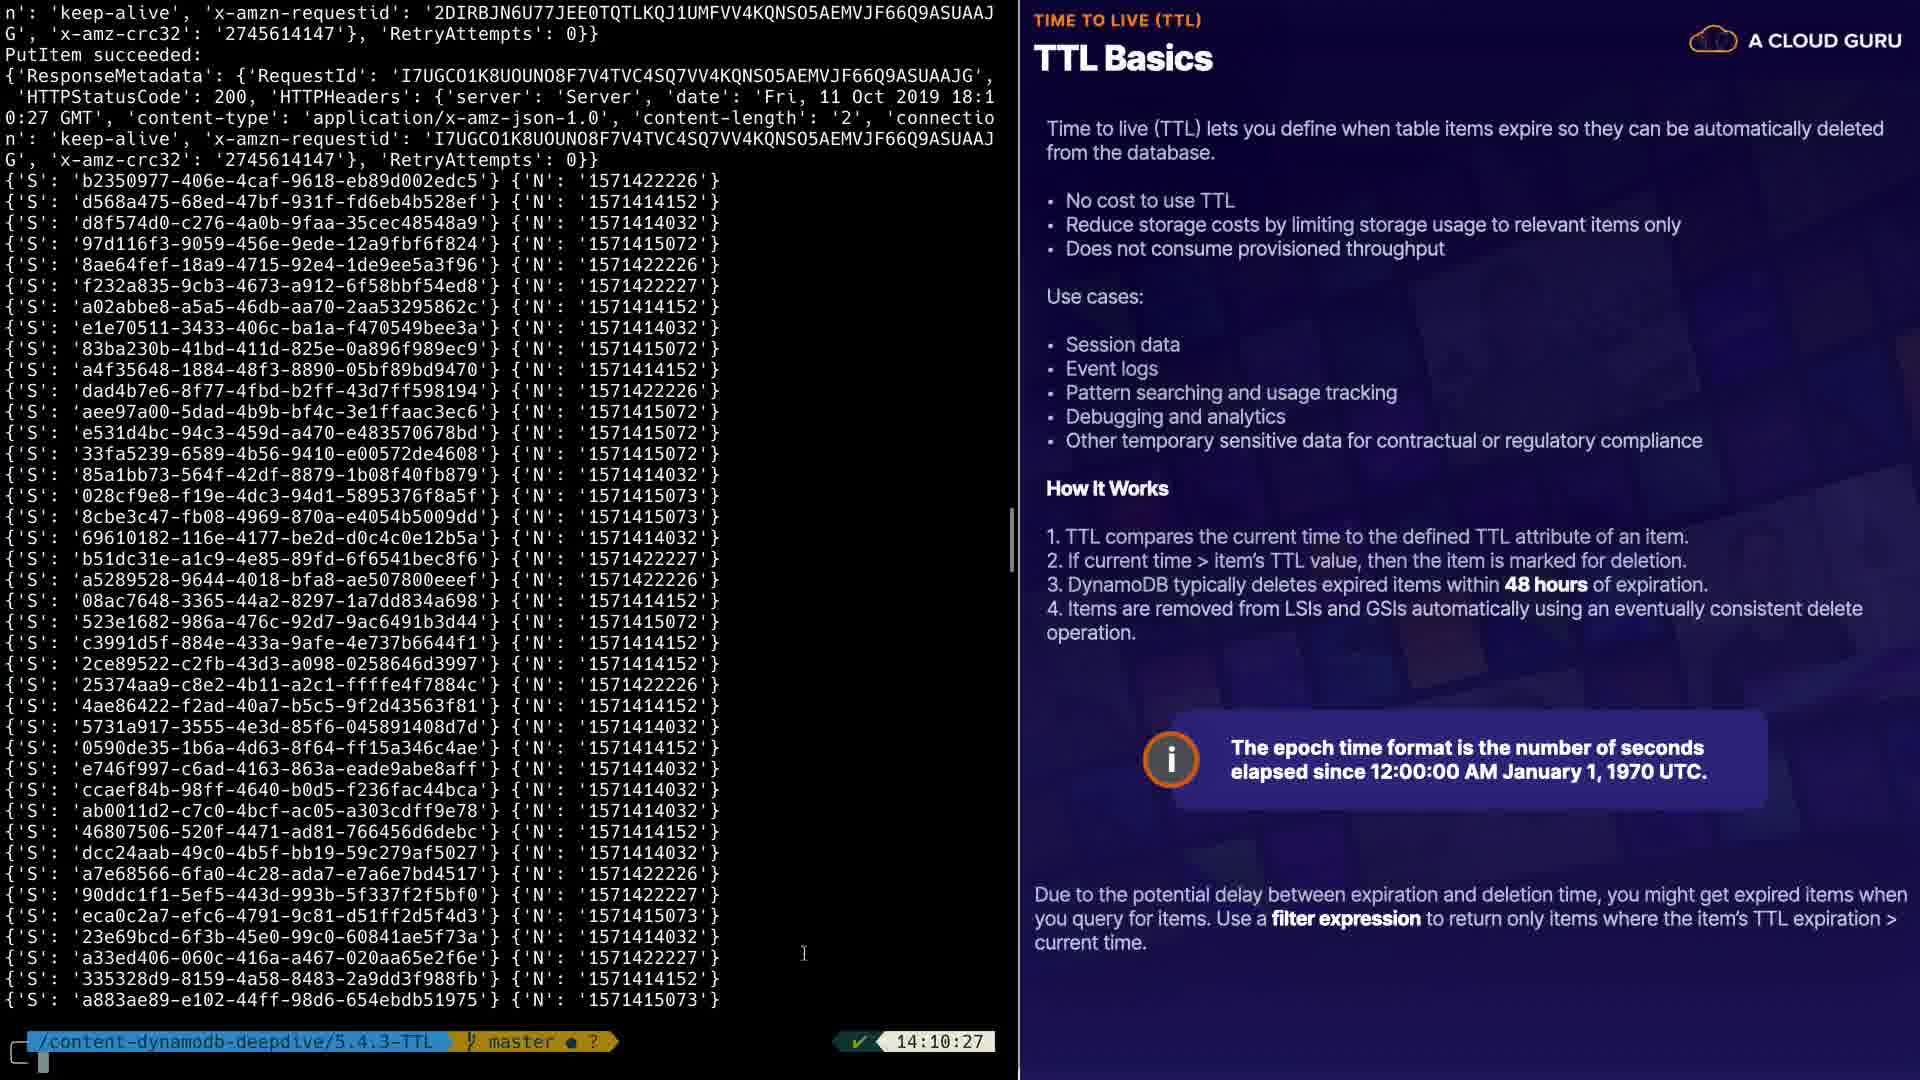 n': 'keep-alive', 'x-amzn-requestid': '2DIRBJN6U77JEE0TQTLKQJ1UMFVV4KQNSO5AEMVJF66Q9ASUAAJ
G', 'x-amz-crc32': '2745614147'}, 'RetryAttempts': 0}}
PutItem succeeded:
{'ResponseMetadata': {'RequestId': 'I7UGCO1K8UOUNO8F7V4TVC4SQ7VV4KQNSO5AEMVJF66Q9ASUAAJG',
'HTTPStatusCode': 200, 'HTTPHeaders': {'server': 'Server', 'date': 'Fri, 11 Oct 2019 18:1
0:27 GMT', 'content-type': 'application/x-amz-json-1.0', 'content-length': '2', 'connectio
n': 'keep-alive', 'x-amzn-requestid': 'I7UGCO1K8UOUNO8F7V4TVC4SQ7VV4KQNSO5AEMVJF66Q9ASUAAJ
G', 'x-amz-crc32': '2745614147'}, 'RetryAttempts': 0}}
{'S': 'b2350977-406e-4caf-9618-eb89d002edc5'} {'N': '1571422226'}
{'S': 'd568a475-68ed-47bf-931f-fd6eb4b528ef'} {'N': '1571414152'}
{'S': 'd8f574d0-c276-4a0b-9faa-35cec48548a9'} {'N': '1571414032'}
{'S': '97d116f3-9059-456e-9ede-12a9fbf6f824'} {'N': '1571415072'}
{'S': '8ae64fef-18a9-4715-92e4-1de9ee5a3f96'} {'N': '1571422226'}
{'S': 'f232a835-9cb3-4673-a912-6f58bbf54ed8'} {'N': '1571422227'}
{'S': 'a02abbe8-a5a5-46db-aa70-2aa53295862c'} {'N': '1571414152'}
{'S': 'e1e70511-3433-406c-ba1a-f470549bee3a'} {'N': '1571414032'}
{'S': '83ba230b-41bd-411d-825e-0a896f989ec9'} {'N': '1571415072'}
{'S': 'a4f35648-1884-48f3-8890-05bf89bd9470'} {'N': '1571414152'}
{'S': 'dad4b7e6-8f77-4fbd-b2ff-43d7ff598194'} {'N': '1571422226'}
{'S': 'aee97a00-5dad-4b9b-bf4c-3e1ffaac3ec6'} {'N': '1571415072'}
{'S': 'e531d4bc-94c3-459d-a470-e483570678bd'} {'N': '1571415072'}
{'S': '33fa5239-6589-4b56-9410-e00572de4608'} {'N': '1571415072'}
{'S': '85a1bb73-564f-42df-8879-1b08f40fb879'} {'N': '1571414032'}
{'S': '028cf9e8-f19e-4dc3-94d1-5895376f8a5f'} {'N': '1571415073'}
{'S': '8cbe3c47-fb08-4969-870a-e4054b5009dd'} {'N': '1571415073'}
{'S': '69610182-116e-4177-be2d-d0c4c0e12b5a'} {'N': '1571414032'}
{'S': 'b51dc31e-a1c9-4e85-89fd-6f6541bec8f6'} {'N': '1571422227'}
{'S': 'a5289528-9644-4018-bfa8-ae507800eeef'} {'N': '1571422226'}
{'S': '08ac7648-3365-44a2-8297-1a7dd834a698'} {'N': '1571414152'}
{'S': '523e1682-986a-476c-92d7-9ac6491b3d44'} {'N': '1571415072'}
{'S': 'c3991d5f-884e-433a-9afe-4e737b6644f1'} {'N': '1571414152'}
{'S': '2ce89522-c2fb-43d3-a098-0258646d3997'} {'N': '1571414152'}
{'S': '25374aa9-c8e2-4b11-a2c1-ffffe4f7884c'} {'N': '1571422226'}
{'S': '4ae86422-f2ad-40a7-b5c5-9f2d43563f81'} {'N': '1571414152'}
{'S': '5731a917-3555-4e3d-85f6-045891408d7d'} {'N': '1571414032'}
{'S': '0590de35-1b6a-4d63-8f64-ff15a346c4ae'} {'N': '1571414152'}
{'S': 'e746f997-c6ad-4163-863a-eade9abe8aff'} {'N': '1571414032'}
{'S': 'ccaef84b-98ff-4640-b0d5-f236fac44bca'} {'N': '1571414032'}
{'S': 'ab0011d2-c7c0-4bcf-ac05-a303cdff9e78'} {'N': '1571414032'}
{'S': '46807506-520f-4471-ad81-766456d6debc'} {'N': '1571414152'}
{'S': 'dcc24aab-49c0-4b5f-bb19-59c279af5027'} {'N': '1571414032'}
{'S': 'a7e68566-6fa0-4c28-ada7-e7a6e7bd4517'} {'N': '1571422226'}
{'S': '90ddc1f1-5ef5-443d-993b-5f337f2f5bf0'} {'N': '1571422227'}
{'S': 'eca0c2a7-efc6-4791-9c81-d51ff2d5f4d3'} {'N': '1571415073'}
{'S': '23e69bcd-6f3b-45e0-99c0-60841ae5f73a'} {'N': '1571414032'}
{'S': 'a33ed406-060c-416a-a467-020aa65e2f6e'} {'N': '1571422227'}
{'S': '335328d9-8159-4a58-8483-2a9dd3f988fb'} {'N': '1571414152'}
{'S': 'a883ae89-e102-44ff-98d6-654ebdb51975'} {'N': '1571415073'}
/content-dynamodb-deepdive/5.4.3-TTL master ● ? ✔ 14:10:27
TIME TO LIVE (TTL)
TTL Basics
A CLOUD GURU
Time to live (TTL) lets you define when table items expire so they can be automatically deleted
from the database.
• No cost to use TTL
• Reduce storage costs by limiting storage usage to relevant items only
• Does not consume provisioned throughput
Use cases:
• Session data
• Event logs
• Pattern searching and usage tracking
• Debugging and analytics
• Other temporary sensitive data for contractual or regulatory compliance
How It Works
1. TTL compares the current time to the defined TTL attribute of an item.
2. If current time > item's TTL value, then the item is marked for deletion.
3. DynamoDB typically deletes expired items within 48 hours of expiration.
4. Items are removed from LSIs and GSIs automatically using an eventually consistent delete
operation.
i
The epoch time format is the number of seconds
elapsed since 12:00:00 AM January 1, 1970 UTC.
Due to the potential delay between expiration and deletion time, you might get expired items when
you query for items. Use a filter expression to return only items where the item's TTL expiration >
current time.